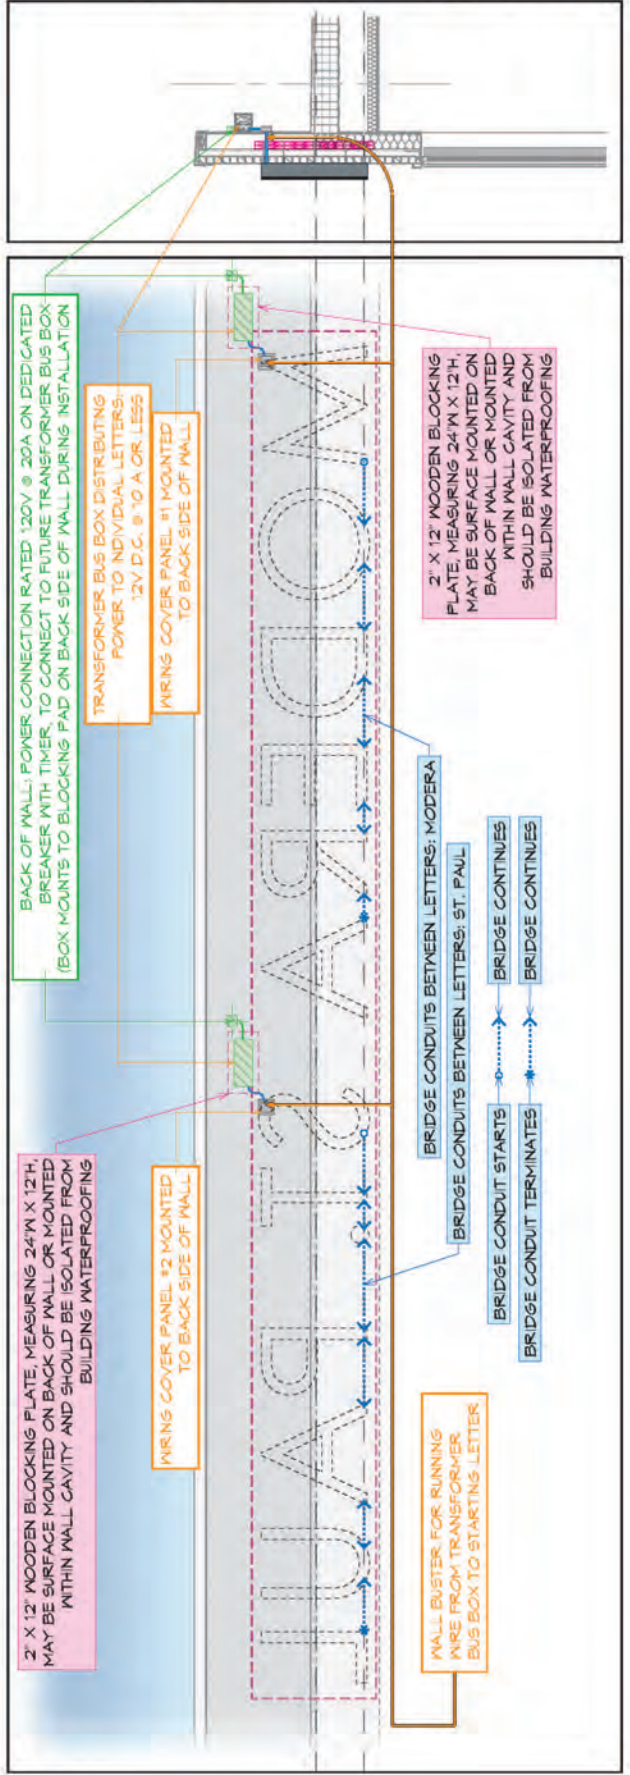 2" X 12" WOODEN BLOCKING PLATE, MEASURING 24"W X 12"H,
MAY BE SURFACE MOUNTED ON BACK OF WALL OR MOUNTED
WITHIN WALL CAVITY AND SHOULD BE ISOLATED FROM
BUILDING WATERPROOFING
BACK OF WALL: POWER CONNECTION RATED 120V @ 20A ON DEDICATED
BREAKER WITH TIMER, TO CONNECT TO FUTURE TRANSFORMER BUS BOX
(BOX MOUNTS TO BLOCKING PAD ON BACK SIDE OF WALL DURING INSTALLATION
TRANSFORMER BUS BOX DISTRIBUTING
POWER TO INDIVIDUAL LETTERS:
12V D.C. @ 10 A OR LESS
WIRING COVER PANEL #2 MOUNTED
TO BACK SIDE OF WALL
WIRING COVER PANEL #1 MOUNTED
TO BACK SIDE OF WALL
MODERA ST. PAUL
WALL BUSTER FOR RUNNING
WIRE FROM TRANSFORMER
BUS BOX TO STARTING LETTER
BRIDGE CONDUITS BETWEEN LETTERS: MODERA
BRIDGE CONDUITS BETWEEN LETTERS: ST. PAUL
BRIDGE CONDUIT STARTS
BRIDGE CONTINUES
BRIDGE CONDUIT TERMINATES
BRIDGE CONTINUES
2" X 12" WOODEN BLOCKING
PLATE, MEASURING 24"W X 12"H,
MAY BE SURFACE MOUNTED ON
BACK OF WALL OR MOUNTED
WITHIN WALL CAVITY AND
SHOULD BE ISOLATED FROM
BUILDING WATERPROOFING